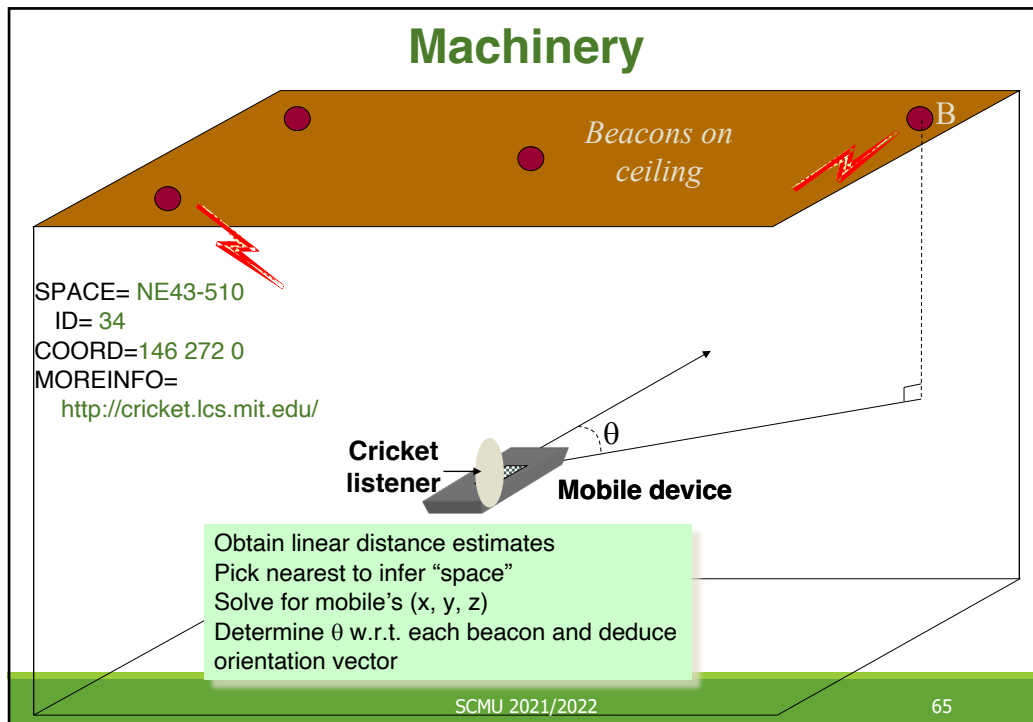 Machinery
B
Beacons on
ceiling
SPACE= NE43-510
ID= 34
COORD=146 272 0
MOREINFO=
http://cricket.lcs.mit.edu/
θ
Cricket
listener
Mobile device
Obtain linear distance estimates
Pick nearest to infer “space”
Solve for mobile’s (x, y, z)
Determine θ w.r.t. each beacon and deduce
orientation vector
SCMU 2021/2022
65